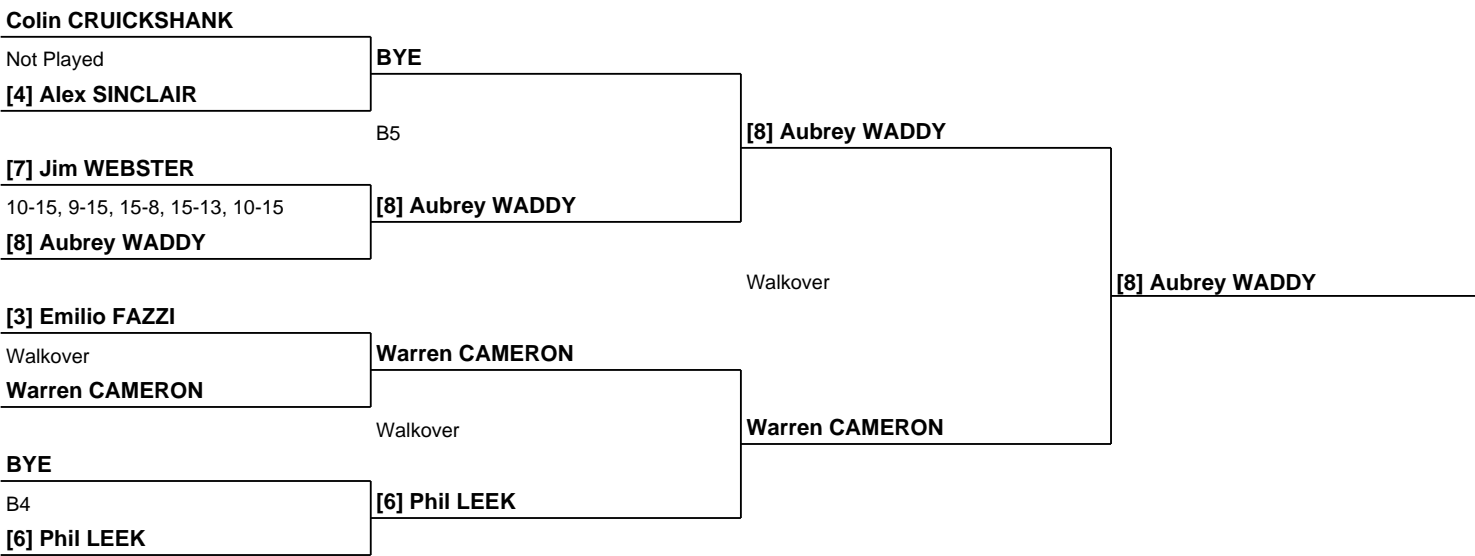 Colin CRUICKSHANK
Not Played
BYE
[4] Alex SINCLAIR
B5
[8] Aubrey WADDY
[7] Jim WEBSTER
10-15, 9-15, 15-8, 15-13, 10-15
[8] Aubrey WADDY
[8] Aubrey WADDY
Walkover
[8] Aubrey WADDY
[3] Emilio FAZZI
Walkover
Warren CAMERON
Warren CAMERON
Walkover
Warren CAMERON
BYE
B4
[6] Phil LEEK
[6] Phil LEEK